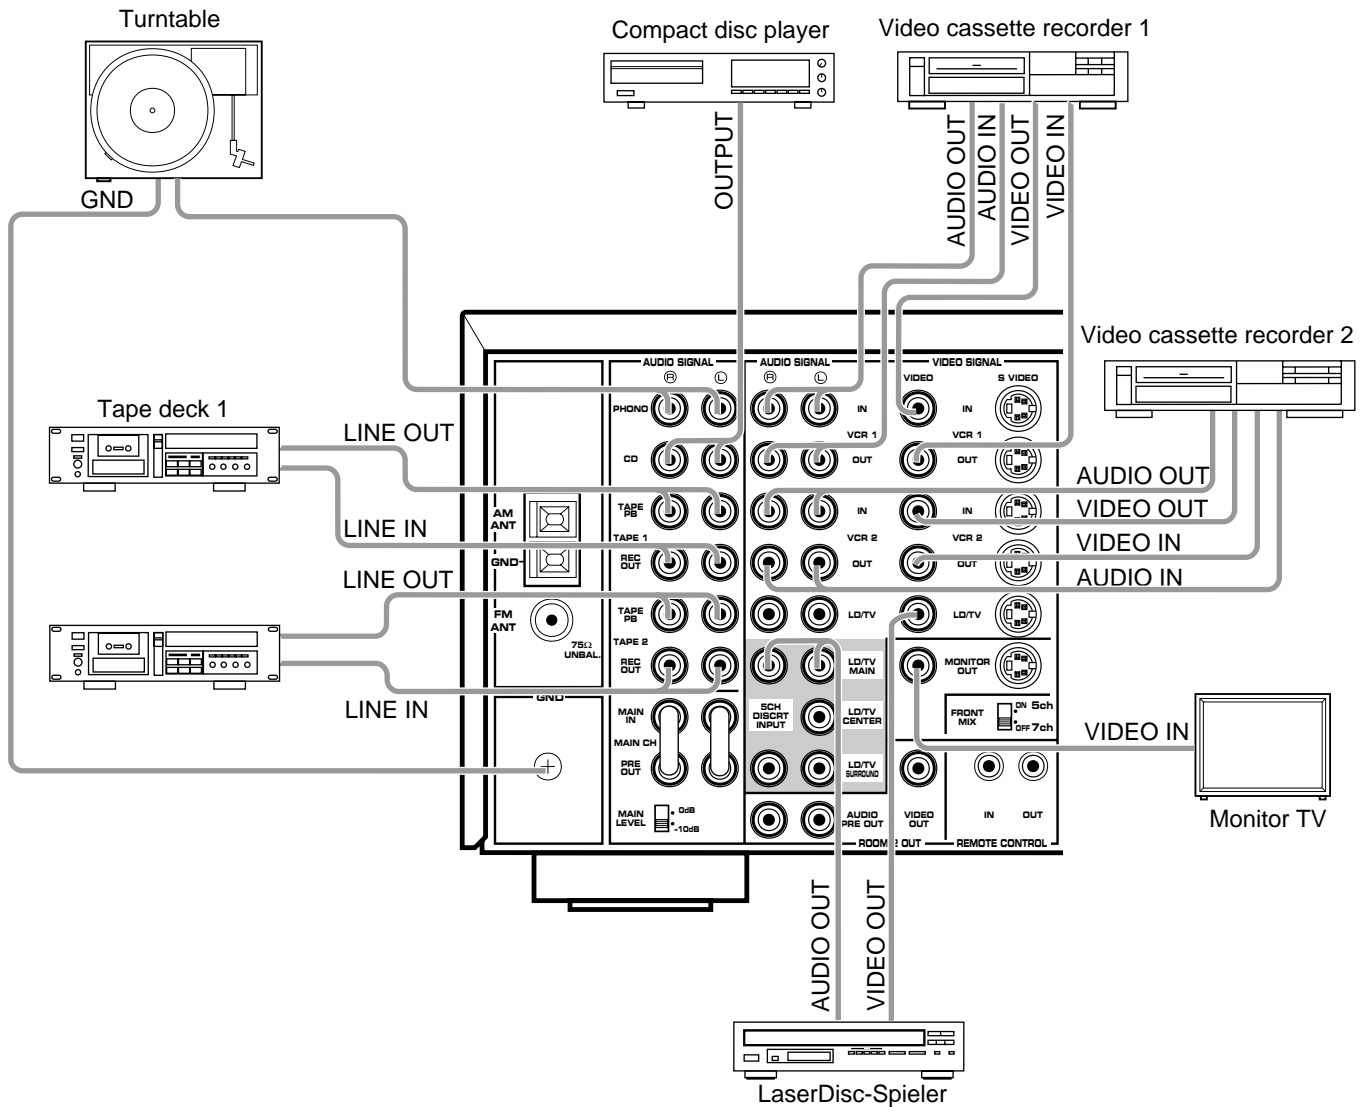 Turntable
Compact disc player
Video cassette recorder 1
GND
OUTPUT
AUDIO OUT
AUDIO IN
VIDEO OUT
VIDEO IN
Video cassette recorder 2
Tape deck 1
LINE OUT
LINE IN
LINE OUT
LINE IN
AUDIO SIGNAL
R L
AUDIO SIGNAL
R L
VIDEO SIGNAL
VIDEO
S VIDEO
PHONO
CD
TAPE PB
TAPE 1
REC OUT
TAPE PB
TAPE 2
REC OUT
MAIN IN
MAIN CH
PRE OUT
MAIN LEVEL
0dB
-10dB
AM ANT
GND
FM ANT
75Ω UNBAL.
GND
IN
VCR 1
OUT
IN
VCR 2
OUT
LD/TV
LD/TV MAIN
5CH DISCRT INPUT
LD/TV CENTER
LD/TV SURROUND
AUDIO PRE OUT
VIDEO OUT
ROOM 2 OUT
IN
VCR 1
OUT
IN
VCR 2
OUT
LD/TV
MONITOR OUT
FRONT MIX
ON 5ch
OFF 7ch
IN OUT
REMOTE CONTROL
AUDIO OUT
VIDEO OUT
VIDEO IN
AUDIO IN
VIDEO IN
Monitor TV
AUDIO OUT
VIDEO OUT
LaserDisc-Spieler